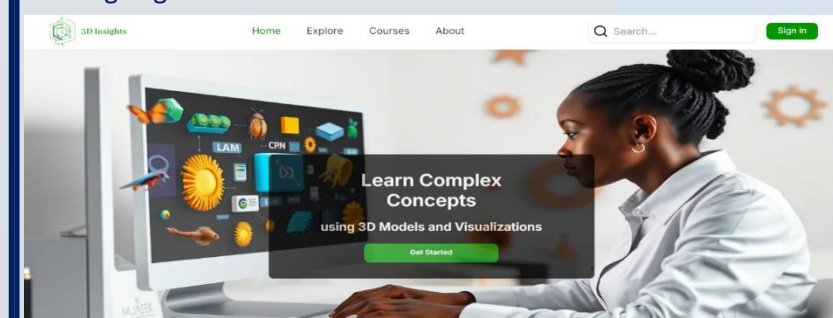 3D Insights
Home Explore Courses About
Search...
Sign in
LAM
CPN
Learn Complex
Concepts
using 3D Models and Visualizations
Get Started